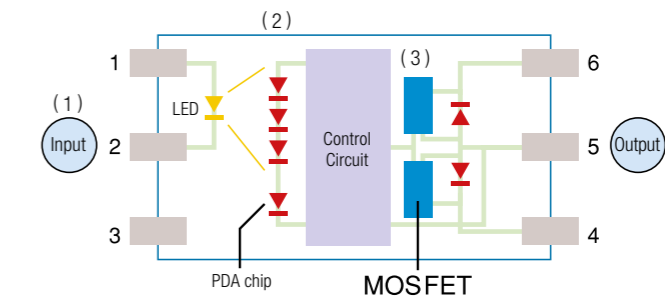 (2)
1
(3)
6
(1)
LED
Input
2
Control
Circuit
5
Output
3
4
PDA chip
MOSFET